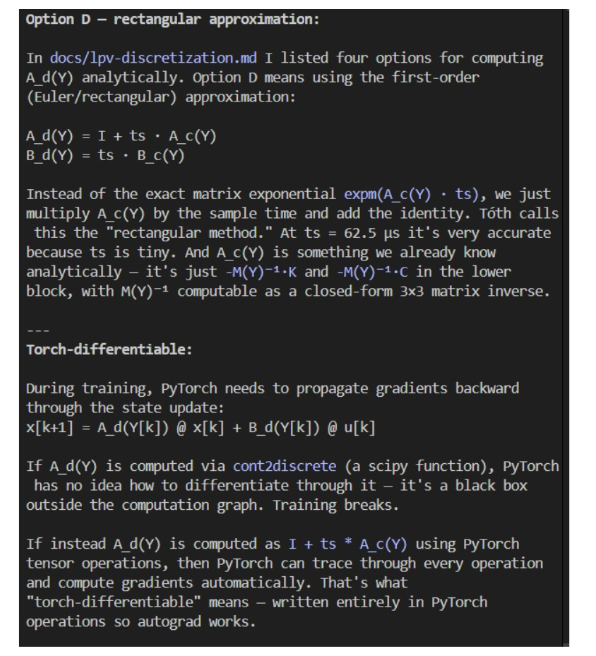 Option D — rectangular approximation:
In docs/lpv-discretization.md I listed four options for computing
A_d(Y) analytically. Option D means using the first-order
(Euler/rectangular) approximation:
A_d(Y) = I + ts · A_c(Y)
B_d(Y) = ts · B_c(Y)
Instead of the exact matrix exponential expm(A_c(Y) · ts), we just
multiply A_c(Y) by the sample time and add the identity. Tóth calls
this the "rectangular method." At ts = 62.5 μs it's very accurate
because ts is tiny. And A_c(Y) is something we already know
analytically — it's just -M(Y)⁻¹·K and -M(Y)⁻¹·C in the lower
block, with M(Y)⁻¹ computable as a closed-form 3×3 matrix inverse.
---
Torch-differentiable:
During training, PyTorch needs to propagate gradients backward
through the state update:
x[k+1] = A_d(Y[k]) @ x[k] + B_d(Y[k]) @ u[k]
If A_d(Y) is computed via cont2discrete (a scipy function), PyTorch
has no idea how to differentiate through it — it's a black box
outside the computation graph. Training breaks.
If instead A_d(Y) is computed as I + ts * A_c(Y) using PyTorch
tensor operations, then PyTorch can trace through every operation
and compute gradients automatically. That's what
"torch-differentiable" means — written entirely in PyTorch
operations so autograd works.